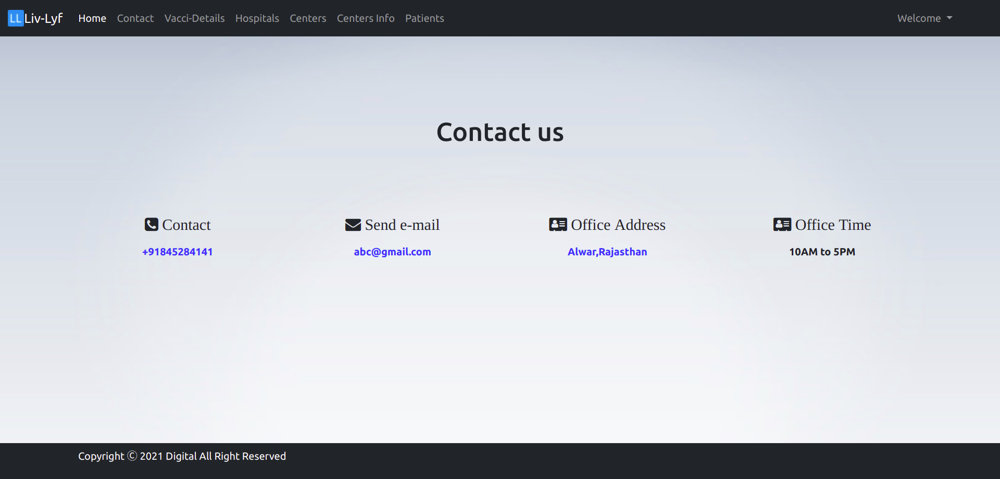 LL Liv-Lyf Home Contact Vacci-Details Hospitals Centers Centers Info Patients Welcome
Contact us
Contact Send e-mail Office Address Office Time
+91845284141 abc@gmail.com Alwar,Rajasthan 10AM to 5PM
Copyright Ⓒ 2021 Digital All Right Reserved